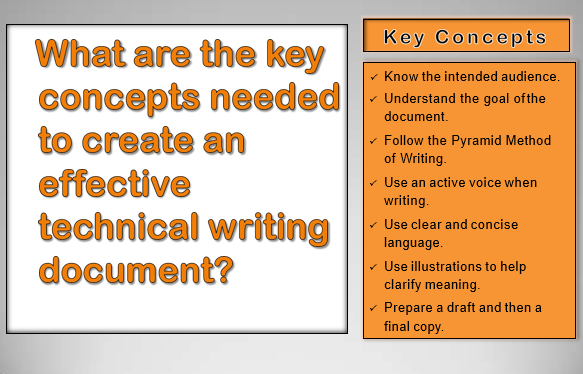 What are the key
concepts needed
to create an
effective
technical writing
document?
Key Concepts
✓ Know the intended audience.
✓ Understand the goal of the
document.
✓ Follow the Pyramid Method
of Writing.
✓ Use an active voice when
writing.
✓ Use clear and concise
language.
✓ Use illustrations to help
clarify meaning.
✓ Prepare a draft and then a
final copy.